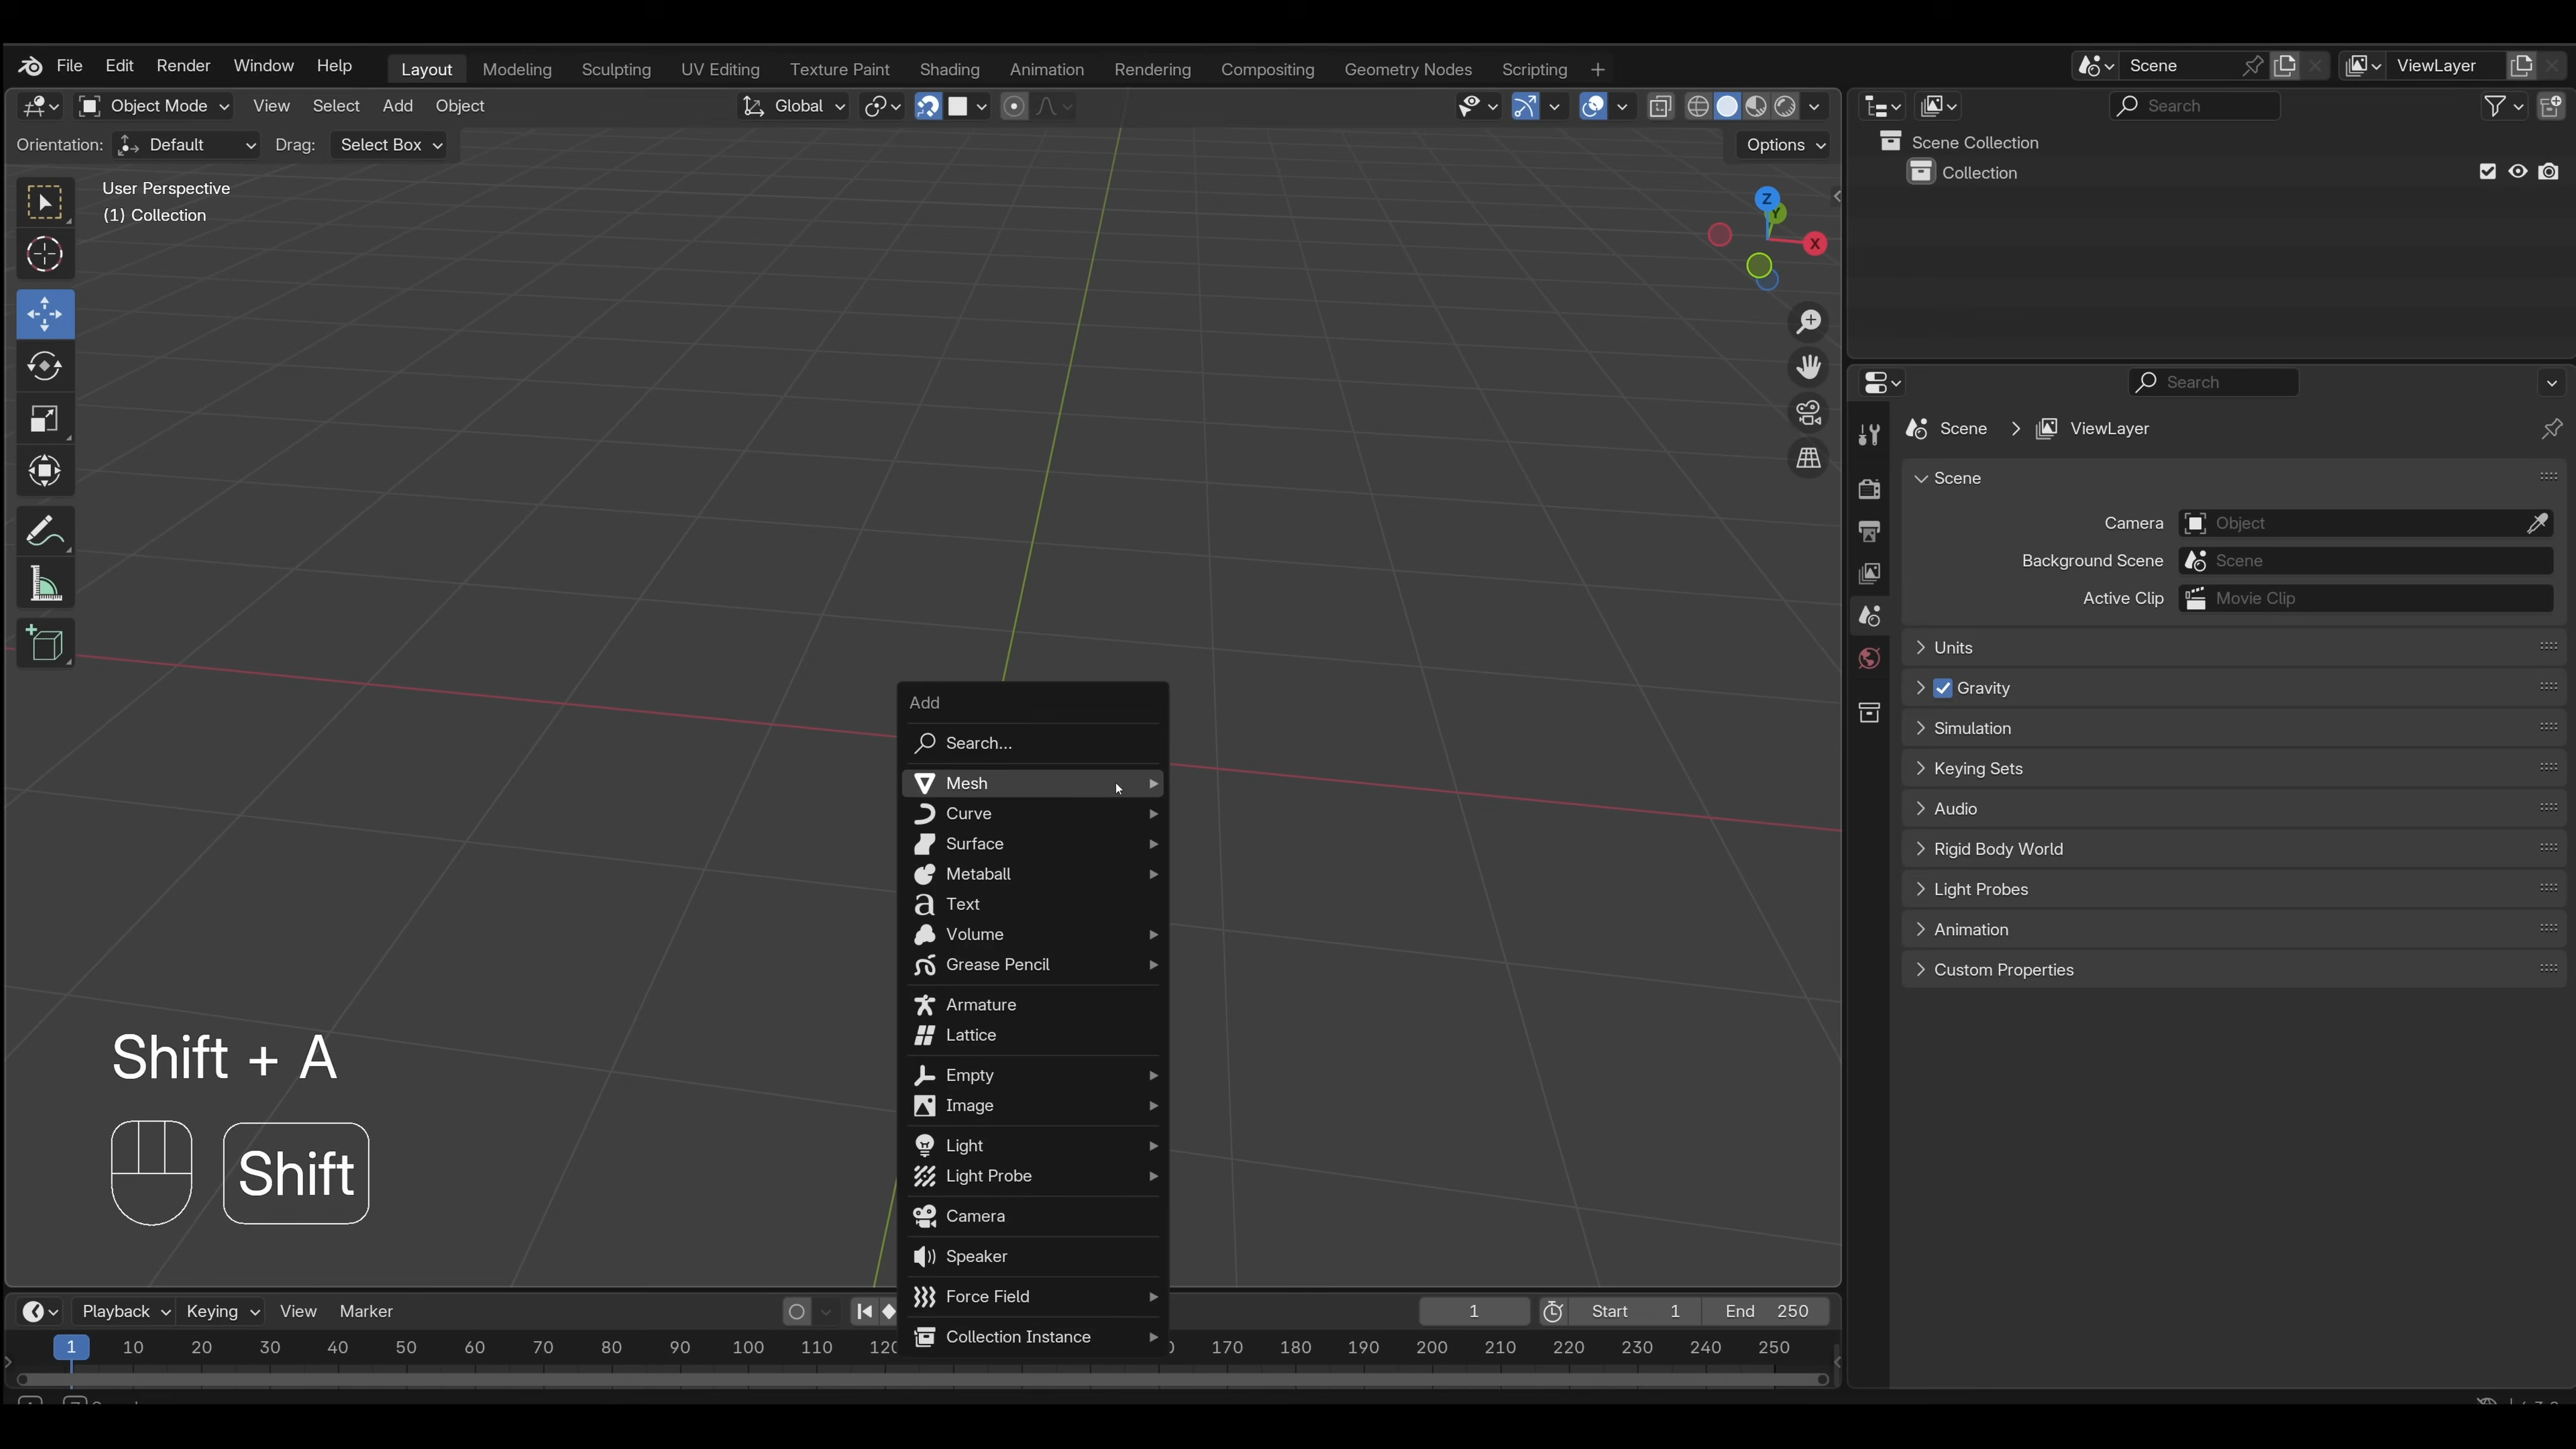 File Edit Render Window Help Layout Modeling Sculpting UV Editing Texture Paint Shading Animation Rendering Compositing Geometry Nodes Scripting + Scene ViewLayer
Object Mode View Select Add Object Global Search
Orientation: Default Drag: Select Box Options
User Perspective
(1) Collection
Z
Y
X
Scene Collection
Collection
Search
Scene ViewLayer
Scene
Camera Object
Background Scene Scene
Active Clip Movie Clip
Units
Gravity
Simulation
Keying Sets
Audio
Rigid Body World
Light Probes
Animation
Custom Properties
Add
Search...
Mesh
Curve
Surface
Metaball
Text
Volume
Grease Pencil
Armature
Lattice
Empty
Image
Light
Light Probe
Camera
Speaker
Force Field
Collection Instance
Shift + A
Shift
Playback Keying View Marker 1 Start 1 End 250
1 10 20 30 40 50 60 70 80 90 100 110 170 180 190 200 210 220 230 240 250